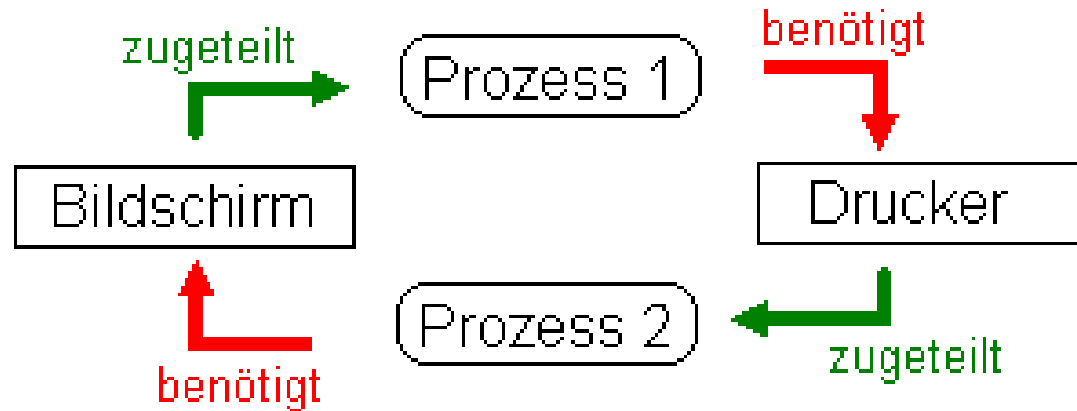 zugeteilt
Prozess 1
benötigt
Bildschirm
Drucker
benötigt
Prozess 2
zugeteilt